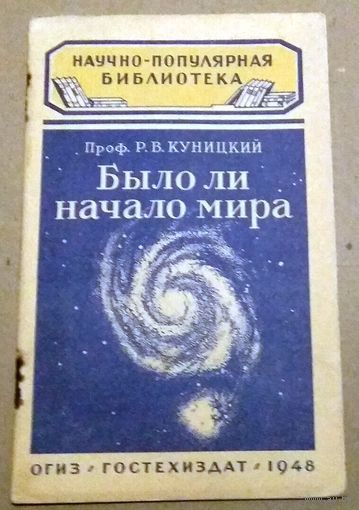 НАУЧНО-ПОПУЛЯРНАЯ
БИБЛИОТЕКА
Проф. Р. В. КУНИЦКИЙ
Было ли
начало мира
ОГИЗ * ГОСТЕХИЗДАТ * 1948